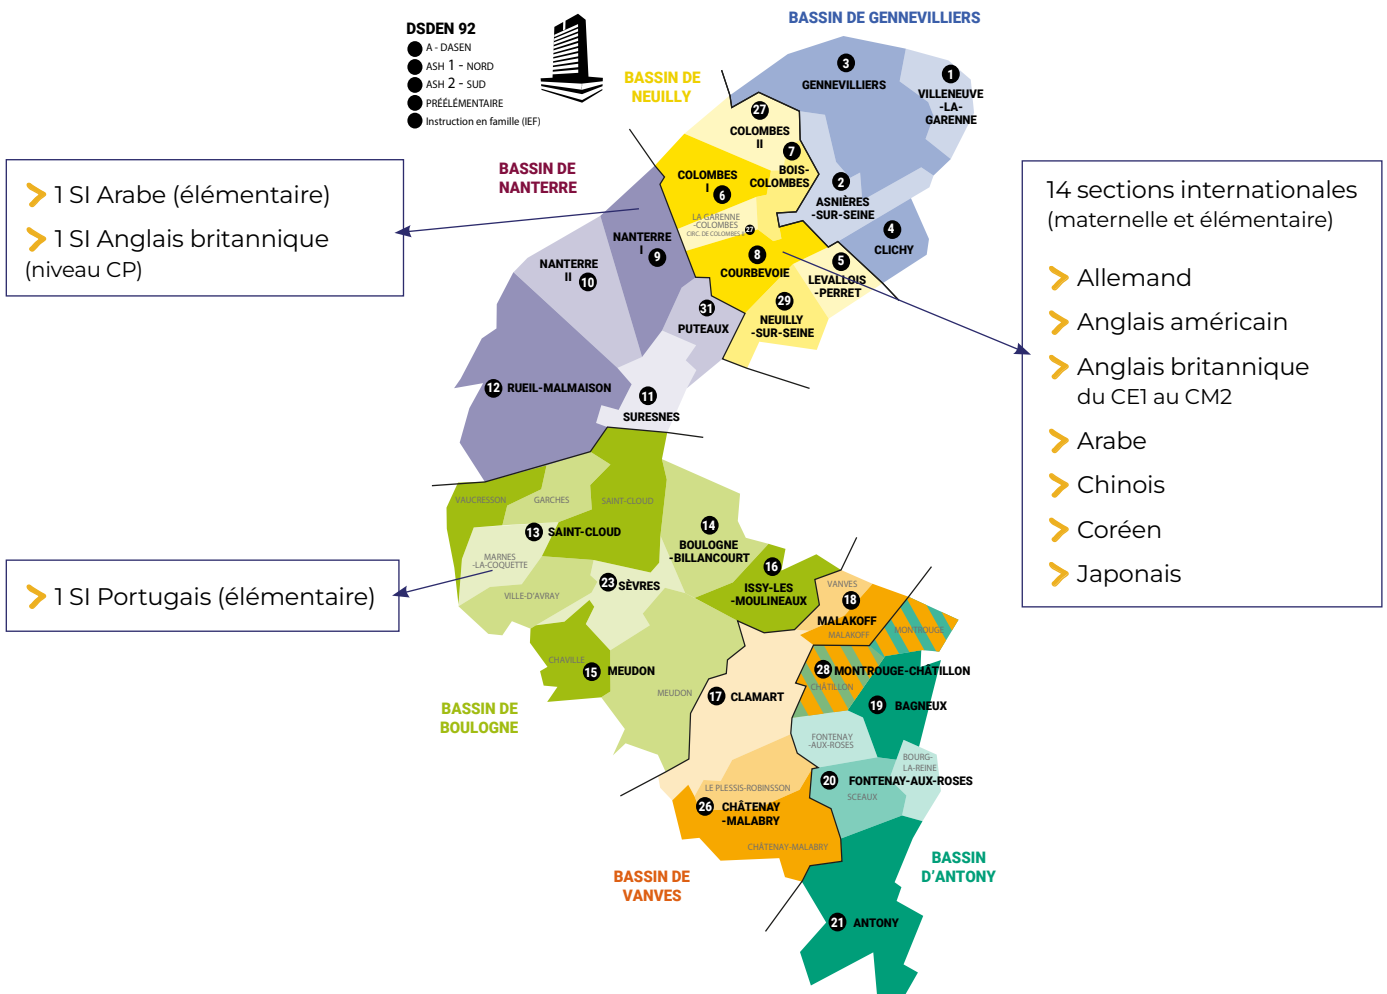 DSDEN 92
A - DASEN
ASH 1 - NORD
ASH 2 - SUD
PRÉÉLÉMENTAIRE
Instruction en famille (IEF)
BASSIN DE GENNEVILLIERS
BASSIN DE
NEUILLY
BASSIN DE
NANTERRE
1 SI Arabe (élémentaire)
1 SI Anglais britannique
(niveau CP)
14 sections internationales
(maternelle et élémentaire)
Allemand
Anglais américain
Anglais britannique
du CE1 au CM2
Arabe
Chinois
Coréen
Japonais
3
GENNEVILLIERS
1
VILLENEUVE
-LA-
GARENNE
27
COLOMBES
II
7
BOIS-
COLOMBES
COLOMBES
I
6
2
ASNIÈRES
-SUR-SEINE
LA GARENNE
-COLOMBES
CIRC. DE COLOMBES II
27
4
CLICHY
NANTERRE
I
9
8
COURBEVOIE
5
LEVALLOIS
-PERRET
NANTERRE
II
10
29
NEUILLY
-SUR-SEINE
31
PUTEAUX
12
RUEIL-MALMAISON
11
SURESNES
VAUCRESSON
GARCHES
SAINT-CLOUD
13
SAINT-CLOUD
14
BOULOGNE
-BILLANCOURT
MARNES
-LA-COQUETTE
16
ISSY-LES
-MOULINEAUX
1 SI Portugais (élémentaire)
VILLE-D'AVRAY
23
SÈVRES
VANVES
18
MALAKOFF
MALAKOFF
MONTROUGE
CHAVILLE
15
MEUDON
MEUDON
28
MONTROUGE-CHÂTILLON
CHÂTILLON
17
CLAMART
19
BAGNEUX
BASSIN DE
BOULOGNE
FONTENAY
-AUX-ROSES
BOURG-
LA-REINE
20
FONTENAY-AUX-ROSES
SCEAUX
LE PLESSIS-ROBINSSON
26
CHÂTENAY
-MALABRY
CHÂTENAY-MALABRY
BASSIN DE
VANVES
BASSIN
D'ANTONY
21
ANTONY